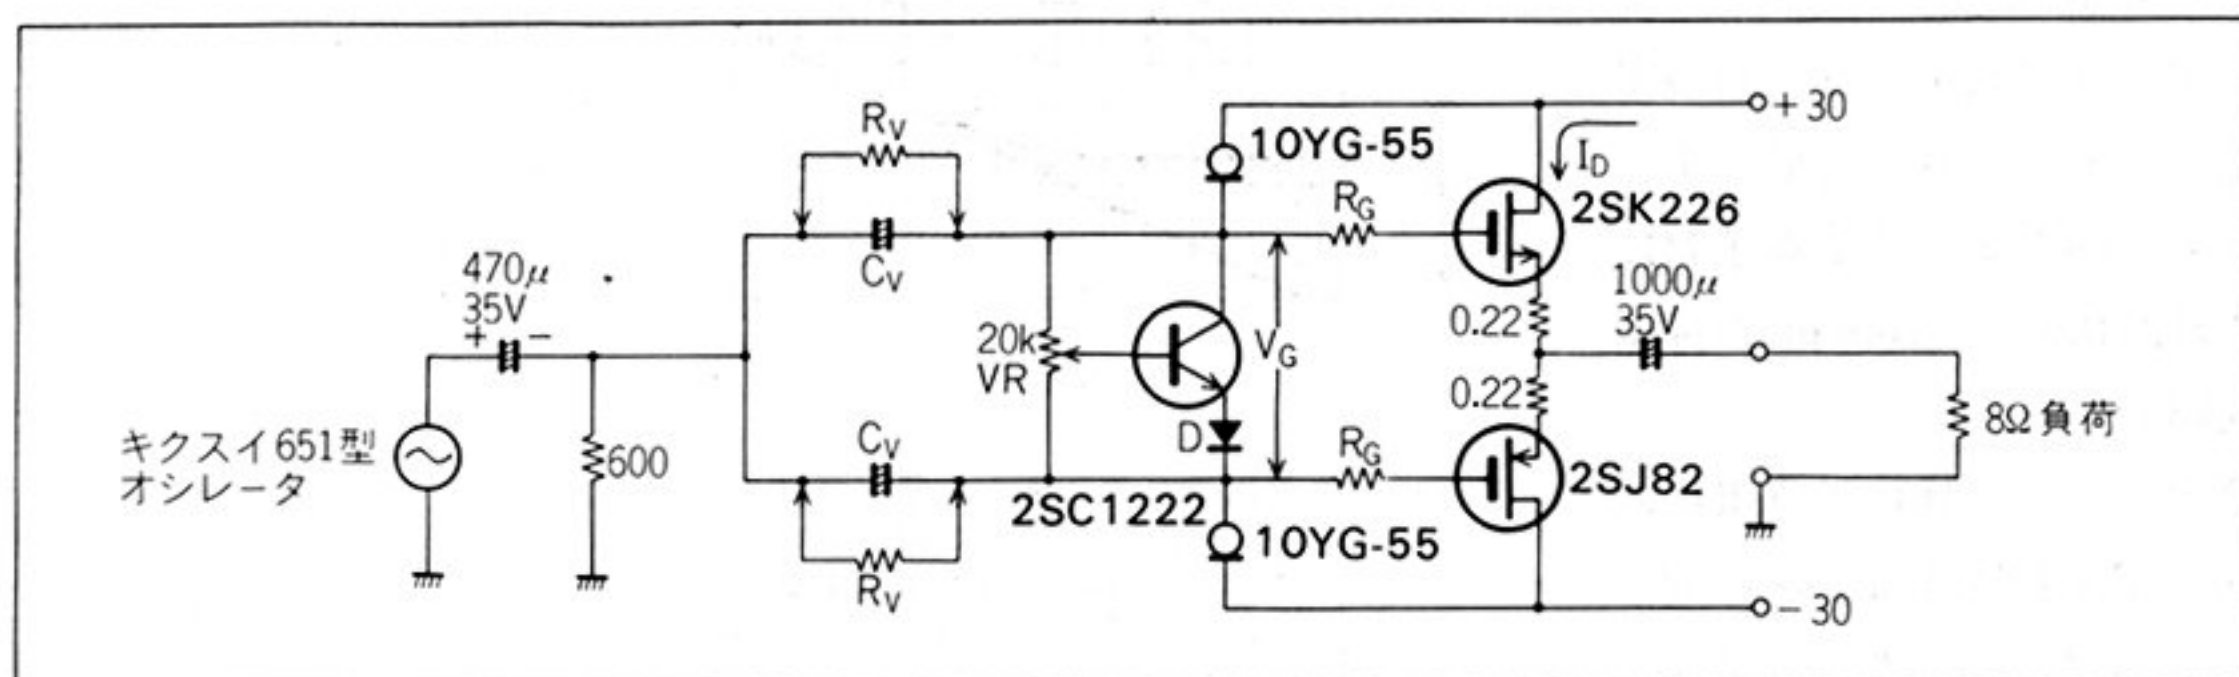 +30
10YG-55
I_D
R_V
R_G
2SK226
C_V
470μ
35V
+ −
1000μ
35V
0.22
20k
VR
V_G
8Ω負荷
0.22
キクスイ651型
オシレータ
600
C_V
D
R_G
2SJ82
2SC1222
10YG-55
R_V
−30